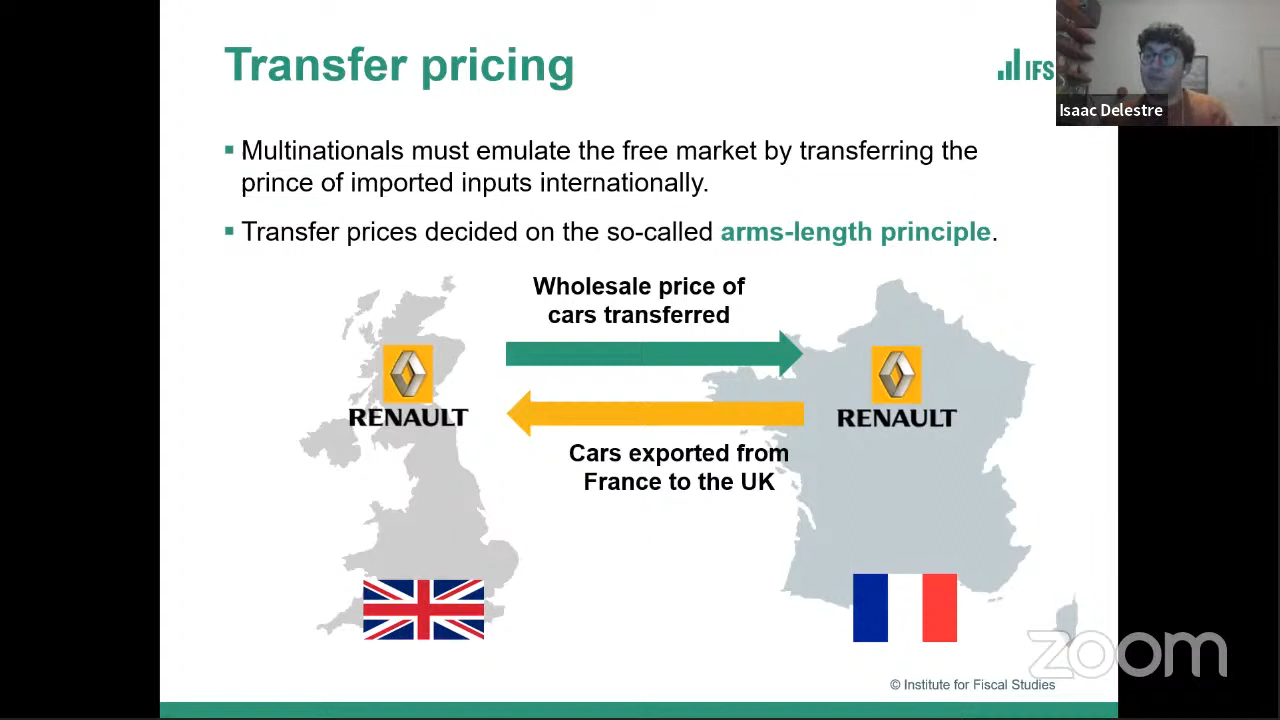 Transfer pricing
IFS
Isaac Delestre
▪ Multinationals must emulate the free market by transferring the
prince of imported inputs internationally.
▪ Transfer prices decided on the so-called arms-length principle.
Wholesale price of
cars transferred
RENAULT
RENAULT
Cars exported from
France to the UK
zoom
© Institute for Fiscal Studies